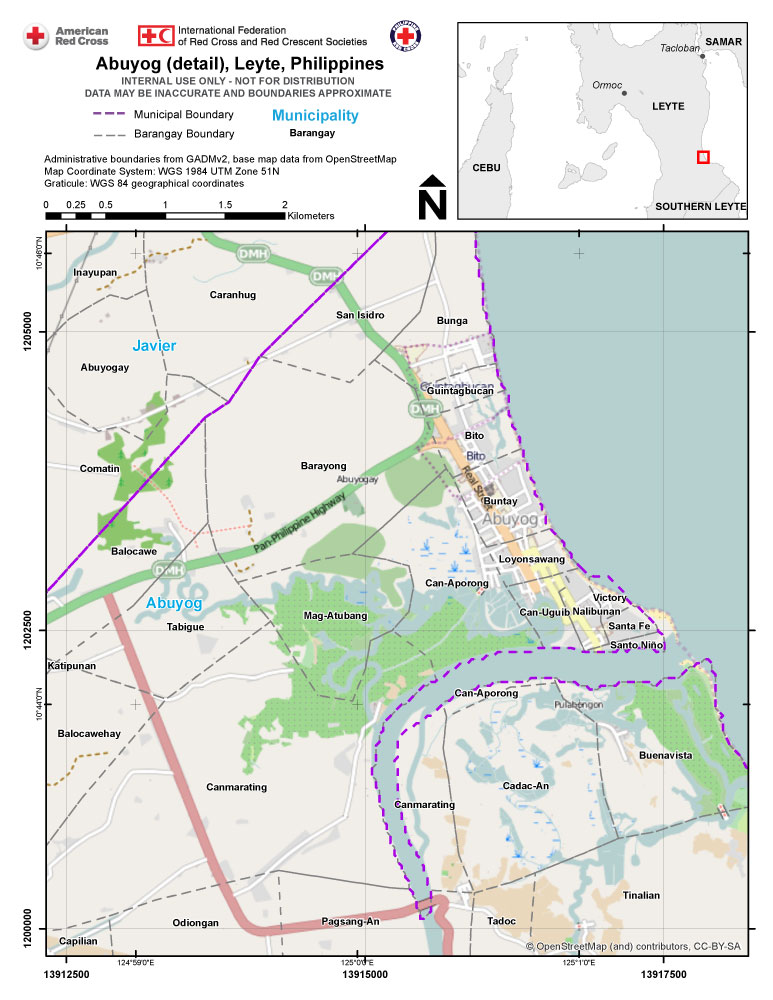 American
Red Cross
International Federation
of Red Cross and Red Crescent Societies
PHILIPPINE
RED CROSS
Abuyog (detail), Leyte, Philippines
INTERNAL USE ONLY - NOT FOR DISTRIBUTION
DATA MAY BE INACCURATE AND BOUNDARIES APPROXIMATE
Municipal Boundary
Municipality
Barangay Boundary
Barangay
Administrative boundaries from GADMv2, base map data from OpenStreetMap
Map Coordinate System: WGS 1984 UTM Zone 51N
Graticule: WGS 84 geographical coordinates
0 0.25 0.5 1 1.5 2
Kilometers
N
Tacloban
SAMAR
Ormoc
LEYTE
CEBU
SOUTHERN LEYTE
10°46'0"N
DMH
Inayupan
DMH
Caranhug
San Isidro
Bunga
1205000
Javier
Abuyogay
Guintagbucan
Guintagbucan
DMH
Bito
Bito
Comatin
Barayong
Abuyogay
Real Street
Buntay
Abuyog
Pan-Philippine Highway
Balocawe
Loyonsawang
DMH
Can-Aporong
Abuyog
Victory
Mag-Atubang
Can-Uguib
Nalibunan
Tabigue
Santa Fe
1202500
Santo Niño
Katipunan
Can-Aporong
10°44'0"N
Pulabongon
Balocawehay
Buenavista
Canmarating
Cadac-An
Canmarating
Tinalian
Odiongan
Pagsang-An
Tadoc
1200000
Capilian
© OpenStreetMap (and) contributors, CC-BY-SA
124°59'0"E
125°11'0"E
13912500
13915000
13917500